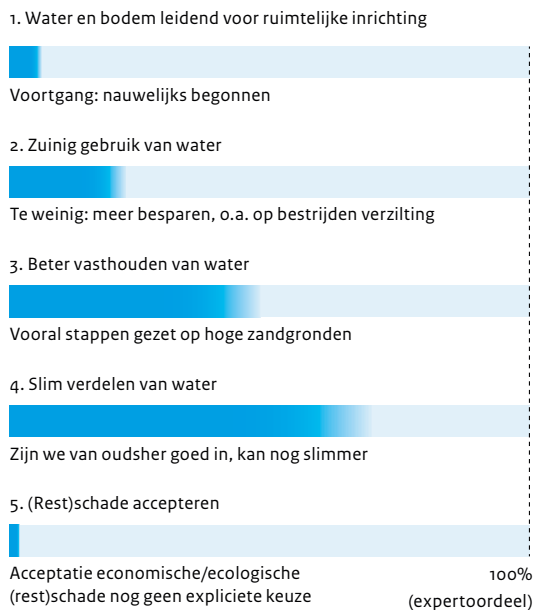 1. Water en bodem leidend voor ruimtelijke inrichting
Voortgang: nauwelijks begonnen
2. Zuinig gebruik van water
Te weinig: meer besparen, o.a. op bestrijden verzilting
3. Beter vasthouden van water
Vooral stappen gezet op hoge zandgronden
4. Slim verdelen van water
Zijn we van oudsher goed in, kan nog slimmer
5. (Rest)schade accepteren
Acceptatie economische/ecologische
(rest)schade nog geen expliciete keuze
100%
(expertoordeel)